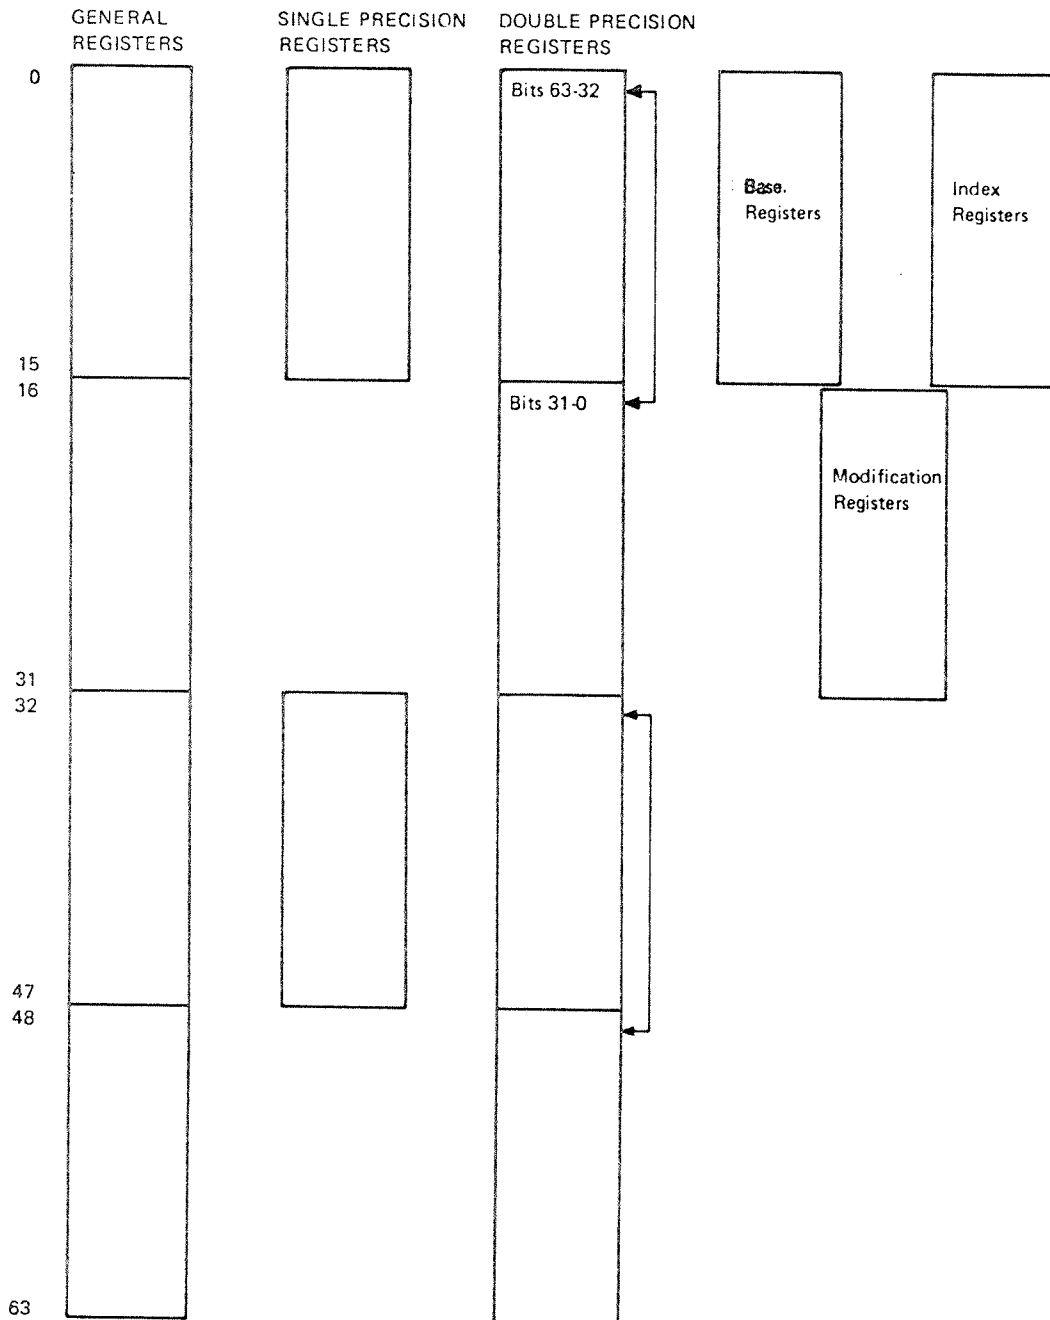 GENERAL
REGISTERS
SINGLE PRECISION
REGISTERS
DOUBLE PRECISION
REGISTERS
0
Bits 63-32
Base.
Registers
Index
Registers
15
16
Bits 31-0
Modification
Registers
31
32
47
48
63